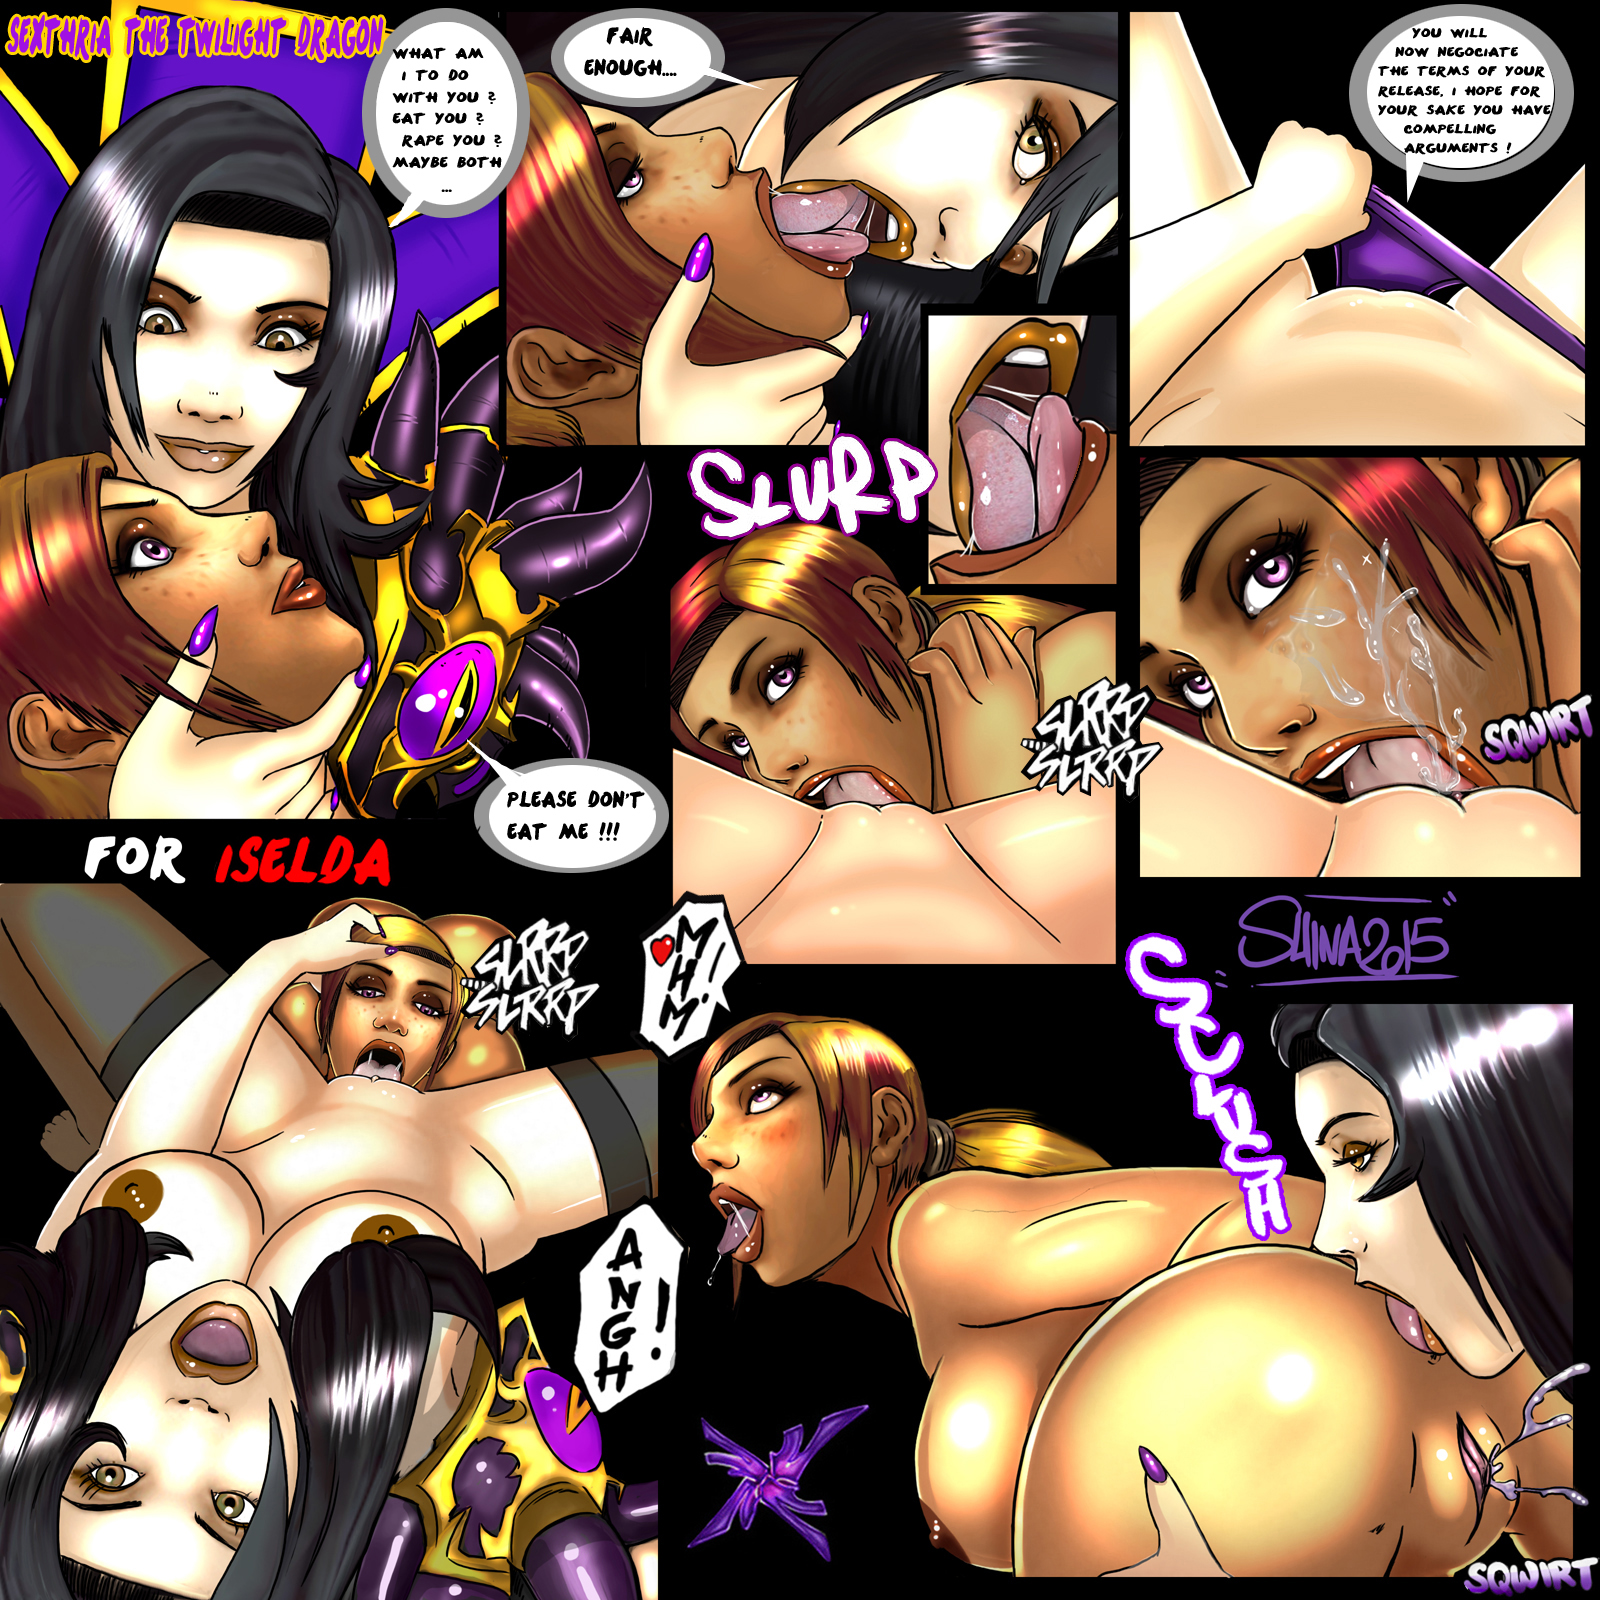 SEXTHRIA THE TWILIGHT DRAGON
WHAT AM
I TO DO
WITH YOU ?
EAT YOU ?
RAPE YOU ?
MAYBE BOTH
...
PLEASE DON'T
EAT ME !!!
FAIR
ENOUGH....
YOU WILL
NOW NEGOCIATE
THE TERMS OF YOUR
RELEASE, I HOPE FOR
YOUR SAKE YOU HAVE
COMPELLING
ARGUMENTS !
SLURP
SLRRP
SLRRP
SQWIRT
FOR ISELDA
SLRRP
SLRRP
ANGH!
MHM!
SHINA2015
SCLUCH
SQWIRT